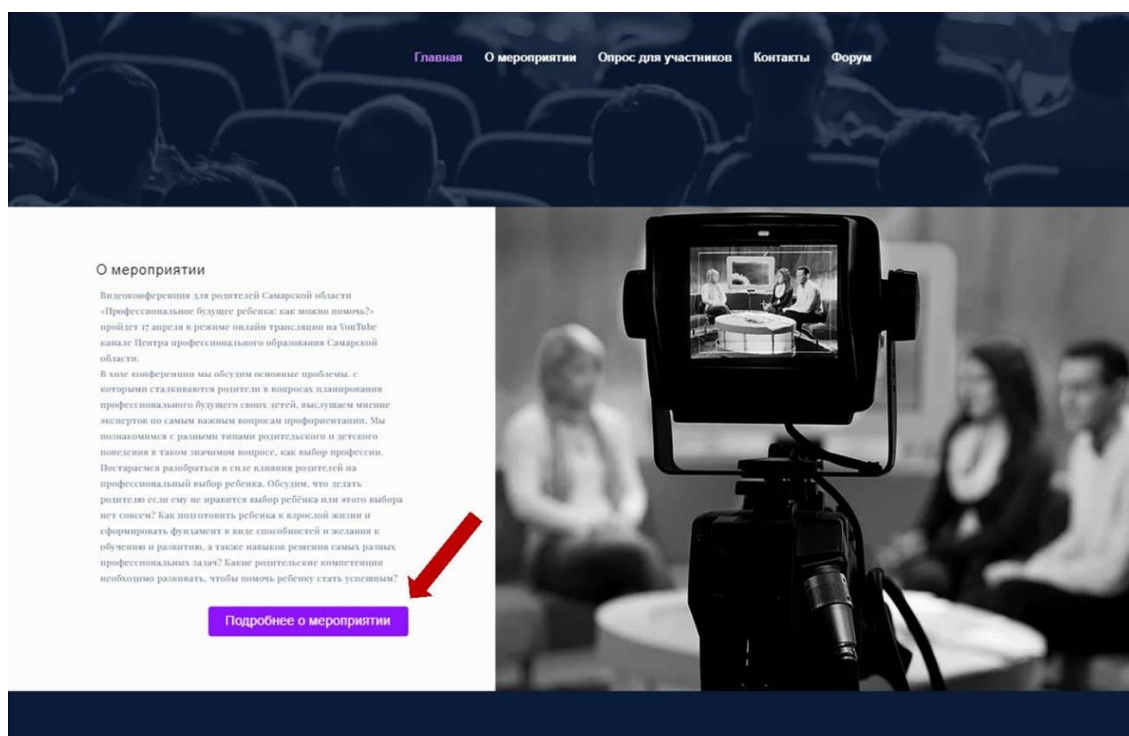 Главная О мероприятии Опрос для участников Контакты Форум
О мероприятии
Видеоконференция для родителей Самарской области
«Профессиональное будущее ребенка: как можно помочь?»
пройдет 17 апреля в режиме онлайн трансляции на YouTube
канале Центра профессионального образования Самарской
области.
В ходе конференции мы обсудим основные проблемы, с
которыми сталкиваются родители в вопросах планирования
профессионального будущего своих детей, выслушаем мнение
экспертов по самым важным вопросам профориентации. Мы
познакомимся с разными типами родительского и детского
поведения в таком значимом вопросе, как выбор профессии.
Постараемся разобраться в силе влияния родителей на
профессиональный выбор ребенка. Обсудим, что делать
родителю если ему не нравится выбор ребёнка или этого выбора
нет совсем? Как подготовить ребенка к взрослой жизни и
сформировать фундамент в виде способностей и желания к
обучению и развитию, а также навыков решения самых разных
профессиональных задач? Какие родительские компетенции
необходимо развивать, чтобы помочь ребенку стать успешным?
Подробнее о мероприятии